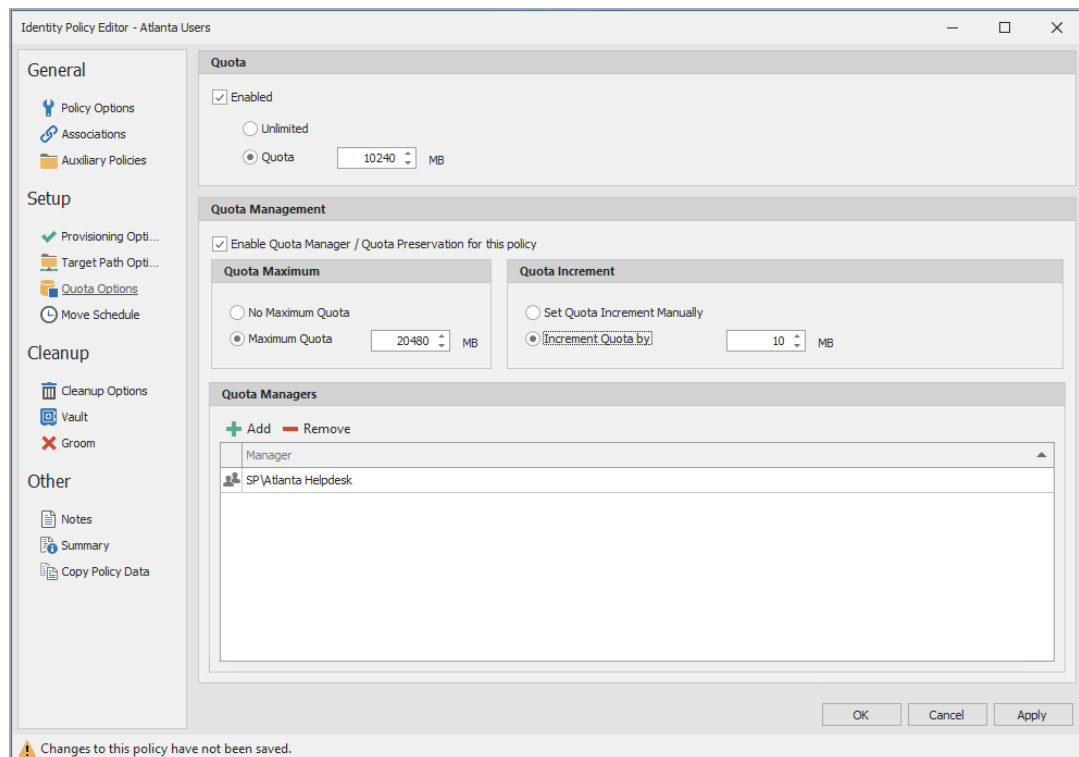 Identity Policy Editor - Atlanta Users
General
Policy Options
Associations
Auxiliary Policies
Setup
Provisioning Opti...
Target Path Opti...
Quota Options
Move Schedule
Cleanup
Cleanup Options
Vault
Groom
Other
Notes
Summary
Copy Policy Data
Quota
Enabled
Unlimited
Quota 10240 MB
Quota Management
Enable Quota Manager / Quota Preservation for this policy
Quota Maximum
No Maximum Quota
Maximum Quota 20480 MB
Quota Increment
Set Quota Increment Manually
Increment Quota by 10 MB
Quota Managers
Add Remove
Manager
SP\Atlanta Helpdesk
OK Cancel Apply
Changes to this policy have not been saved.